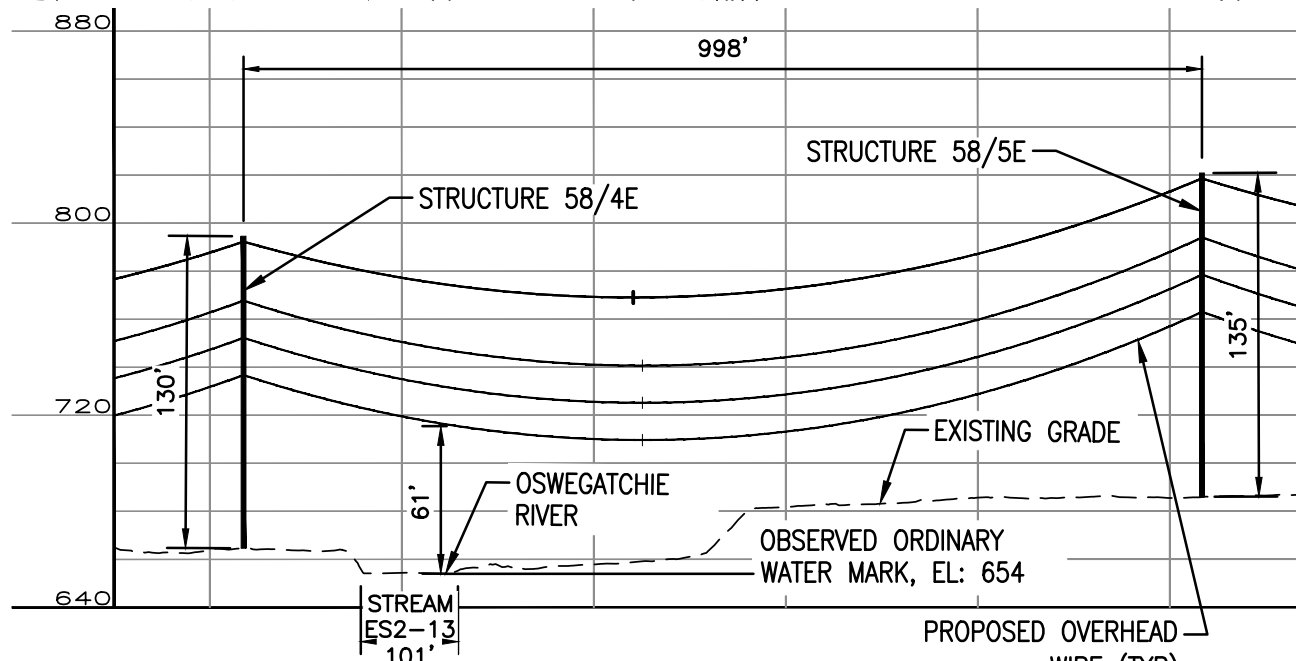 880
998'
STRUCTURE 58/5E
STRUCTURE 58/4E
800
130'
135'
720
EXISTING GRADE
61'
OSWEGATCHIE
RIVER
OBSERVED ORDINARY
WATER MARK, EL: 654
640
STREAM
ES2-13
101'
PROPOSED OVERHEAD
WIRE (TYP)